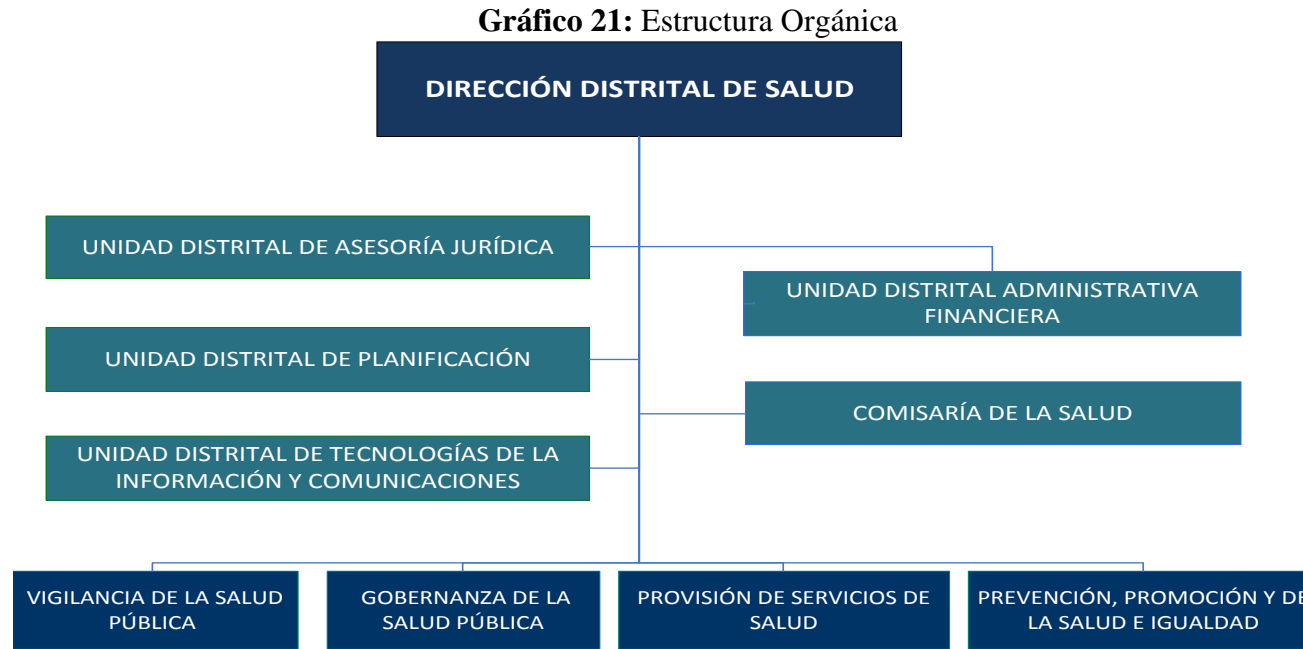 Gráfico 21: Estructura Orgánica
DIRECCIÓN DISTRITAL DE SALUD
UNIDAD DISTRITAL DE ASESORÍA JURÍDICA
UNIDAD DISTRITAL ADMINISTRATIVA
FINANCIERA
UNIDAD DISTRITAL DE PLANIFICACIÓN
COMISARÍA DE LA SALUD
UNIDAD DISTRITAL DE TECNOLOGÍAS DE LA
INFORMACIÓN Y COMUNICACIONES
VIGILANCIA DE LA SALUD
PÚBLICA
GOBERNANZA DE LA
SALUD PÚBLICA
PROVISIÓN DE SERVICIOS DE
SALUD
PREVENCIÓN, PROMOCIÓN Y DE
LA SALUD E IGUALDAD